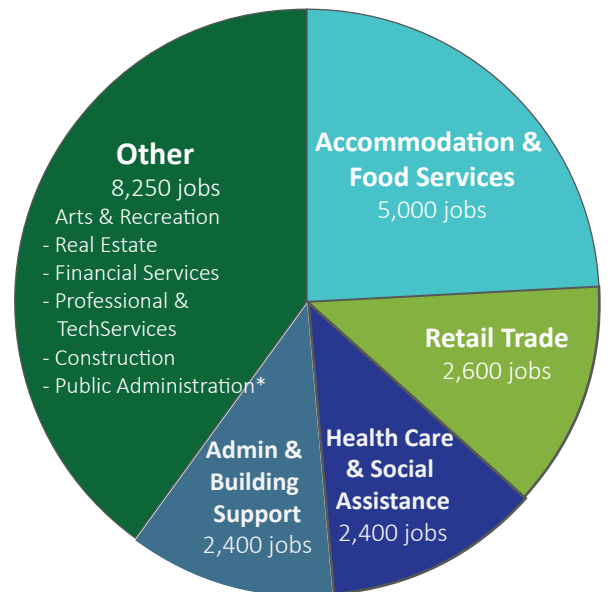 Accommodation &
Food Services
5,000 jobs
Retail Trade
2,600 jobs
Health Care
& Social
Assistance
2,400 jobs
Admin &
Building
Support
2,400 jobs
Other
8,250 jobs
Arts & Recreation
- Real Estate
- Financial Services
- Professional &
TechServices
- Construction
- Public Administration*